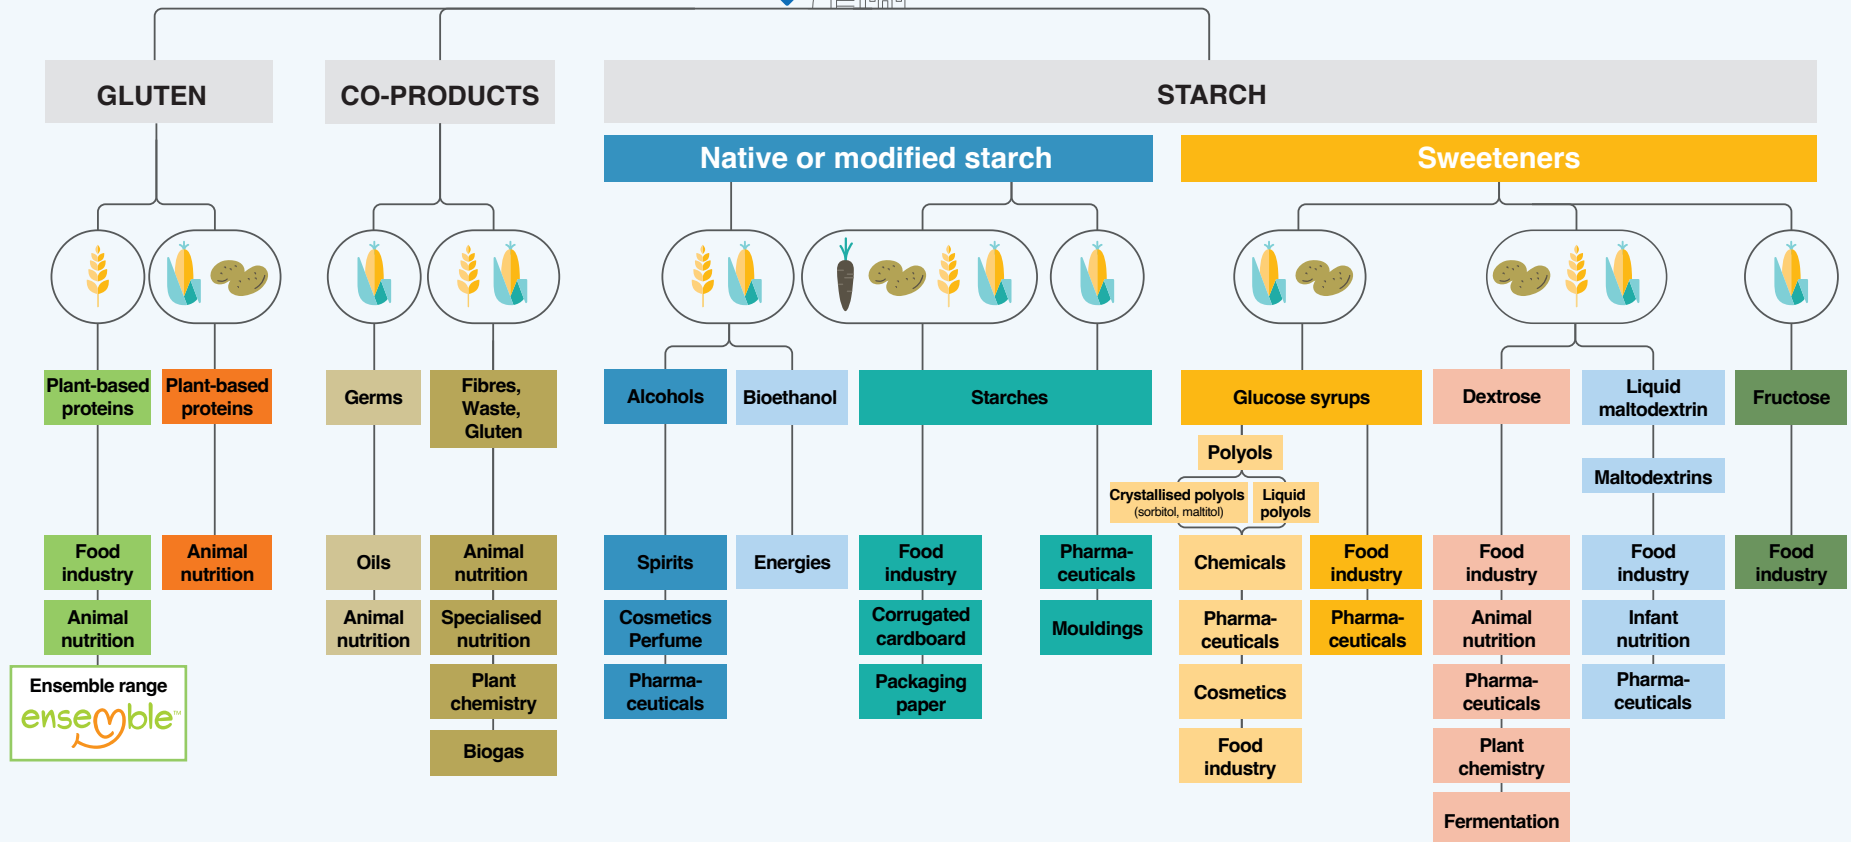 GLUTEN
CO-PRODUCTS
STARCH
Native or modified starch
Sweeteners
Plant-based
proteins
Plant-based
proteins
Germs
Fibres,
Waste,
Gluten
Alcohols
Bioethanol
Starches
Glucose syrups
Dextrose
Liquid
maltodextrin
Fructose
Polyols
Crystallised polyols
(sorbitol, maltitol)
Liquid
polyols
Maltodextrins
Food
industry
Animal
nutrition
Oils
Animal
nutrition
Spirits
Energies
Food
industry
Pharma-
ceuticals
Chemicals
Food
industry
Food
industry
Food
industry
Food
industry
Animal
nutrition
Animal
nutrition
Specialised
nutrition
Cosmetics
Perfume
Corrugated
cardboard
Mouldings
Pharma-
ceuticals
Pharma-
ceuticals
Animal
nutrition
Infant
nutrition
Ensemble range
ensemble™
Plant
chemistry
Pharma-
ceuticals
Packaging
paper
Cosmetics
Pharma-
ceuticals
Pharma-
ceuticals
Biogas
Food
industry
Plant
chemistry
Fermentation